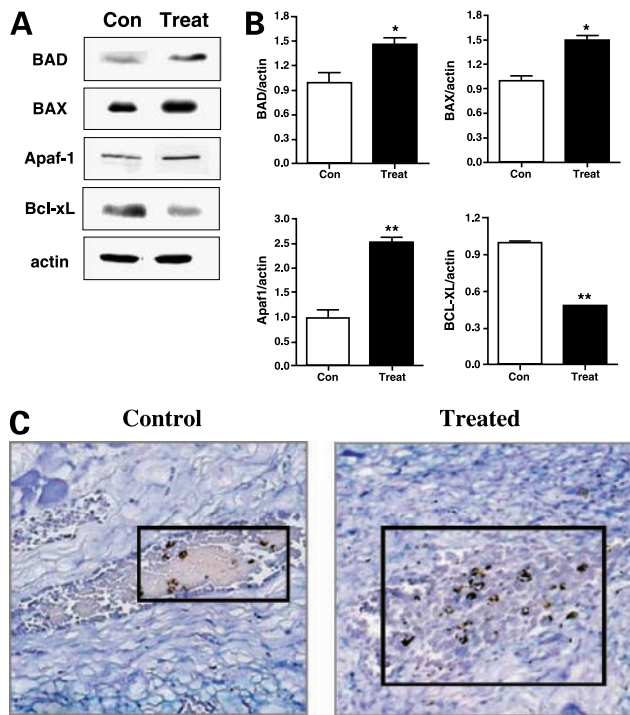 A
Con Treat
BAD
BAX
Apaf-1
Bcl-xL
actin
B
BAD/actin
1.8
1.5
1.2
0.9
0.6
0.3
0.0
*
Con Treat
BAX/actin
1.8
1.5
1.2
0.9
0.6
0.3
0.0
*
Con Treat
Apaf1/actin
3.0
2.5
2.0
1.5
1.0
0.5
0.0
**
Con Treat
BCL-XL/actin
1.2
0.9
0.6
0.3
0.0
**
Con Treat
C
Control Treated